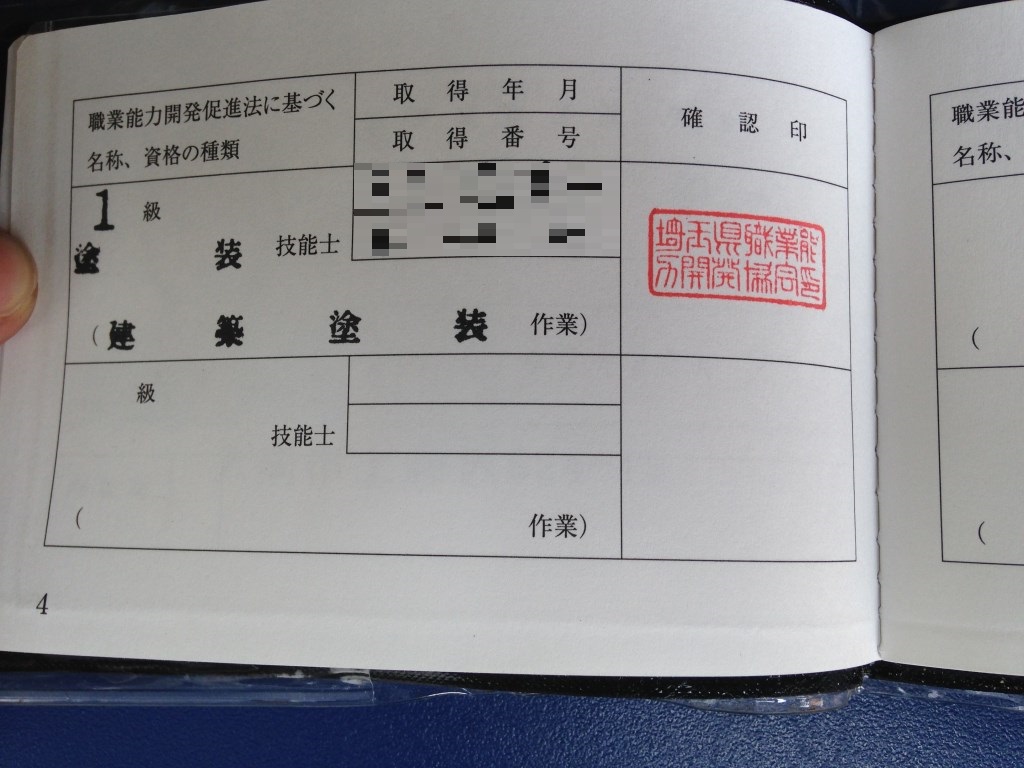 職業能力開発促進法に基づく
名称、資格の種類
取得年月
取得番号
確認印
1級
塗装技能士
(建築塗装作業)
埼玉県職業能
力開発協会印
級
技能士
(作業)
4
職業能
名称、
(
(